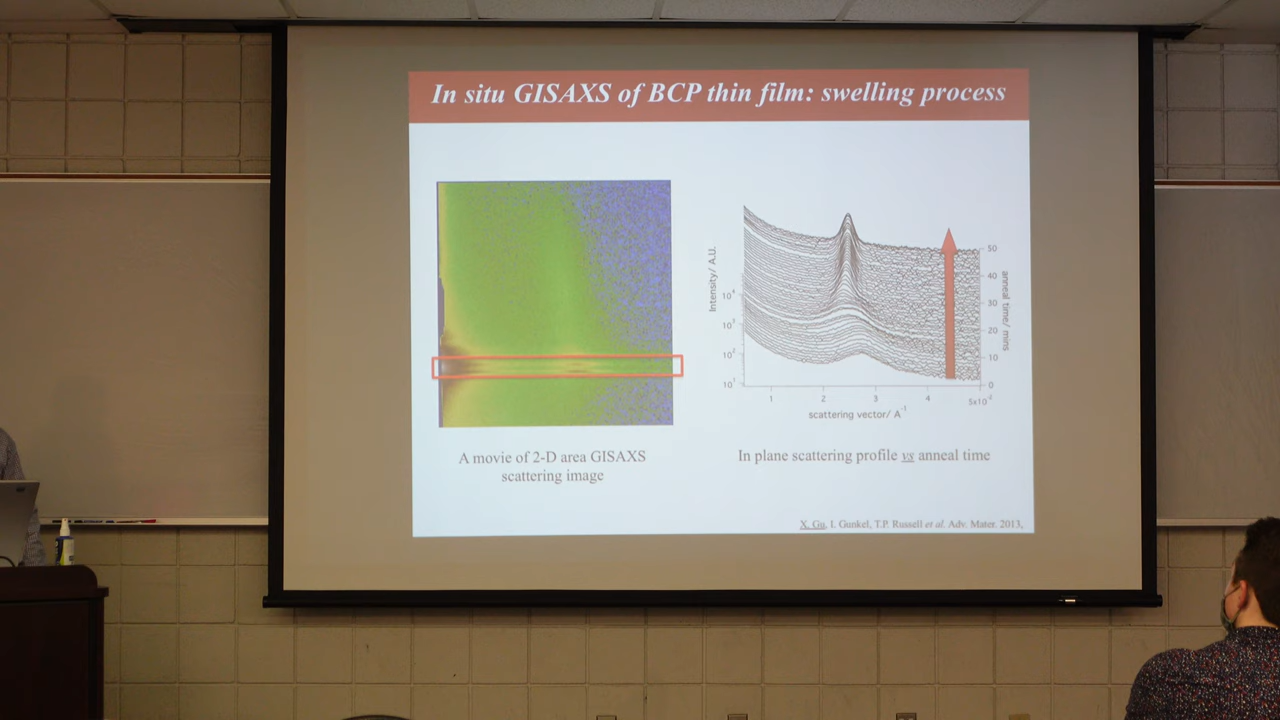 In situ GISAXS of BCP thin film: swelling process
Intensity/ A.U.
10⁴
10³
10²
10¹
50
40
30
20
10
0
anneal time/ mins
1
2
3
4
5x10⁻²
scattering vector/ A⁻¹
A movie of 2-D area GISAXS
scattering image
In plane scattering profile vs anneal time
X. Gu, I. Gunkel, T.P. Russell et al. Adv. Mater. 2013,